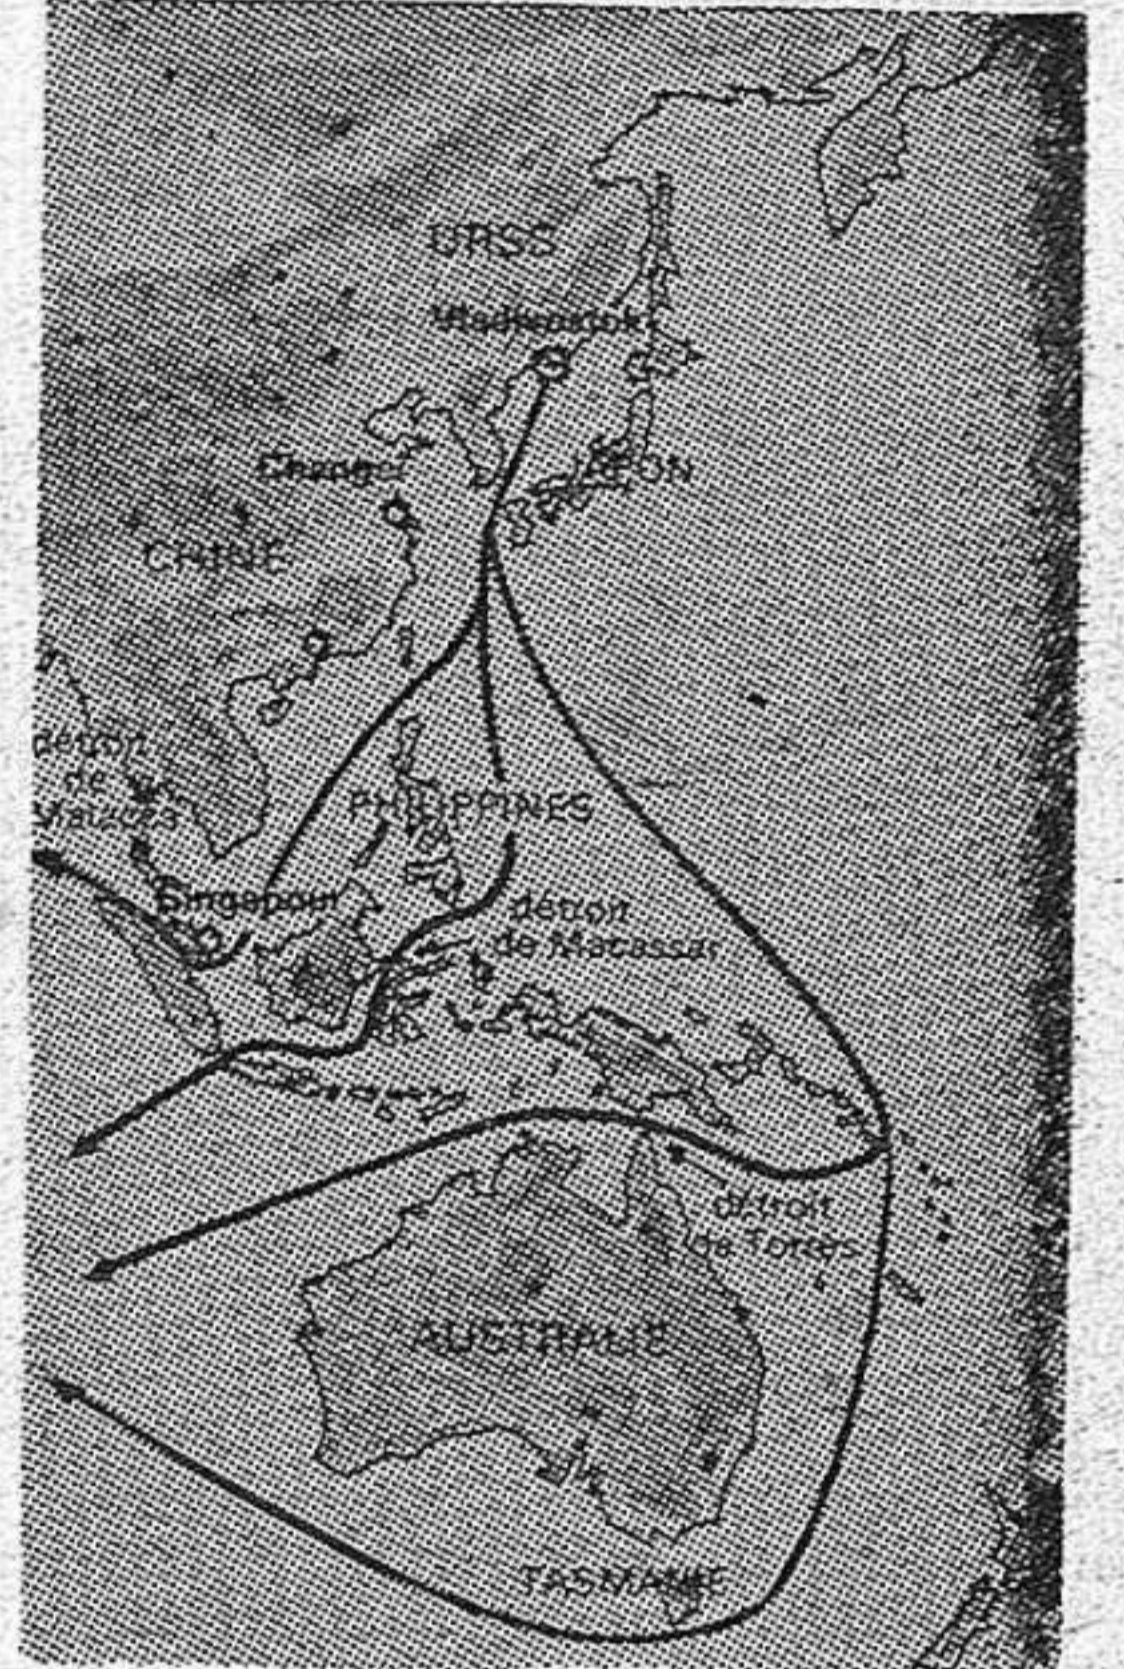 URSS
Vladivostok
JAPON
CHINE
détroit
de
Malacca
PHILIPPINES
Singapour
détroit
de Macassar
détroit
de Torres
AUSTRALIE
TASMANIE